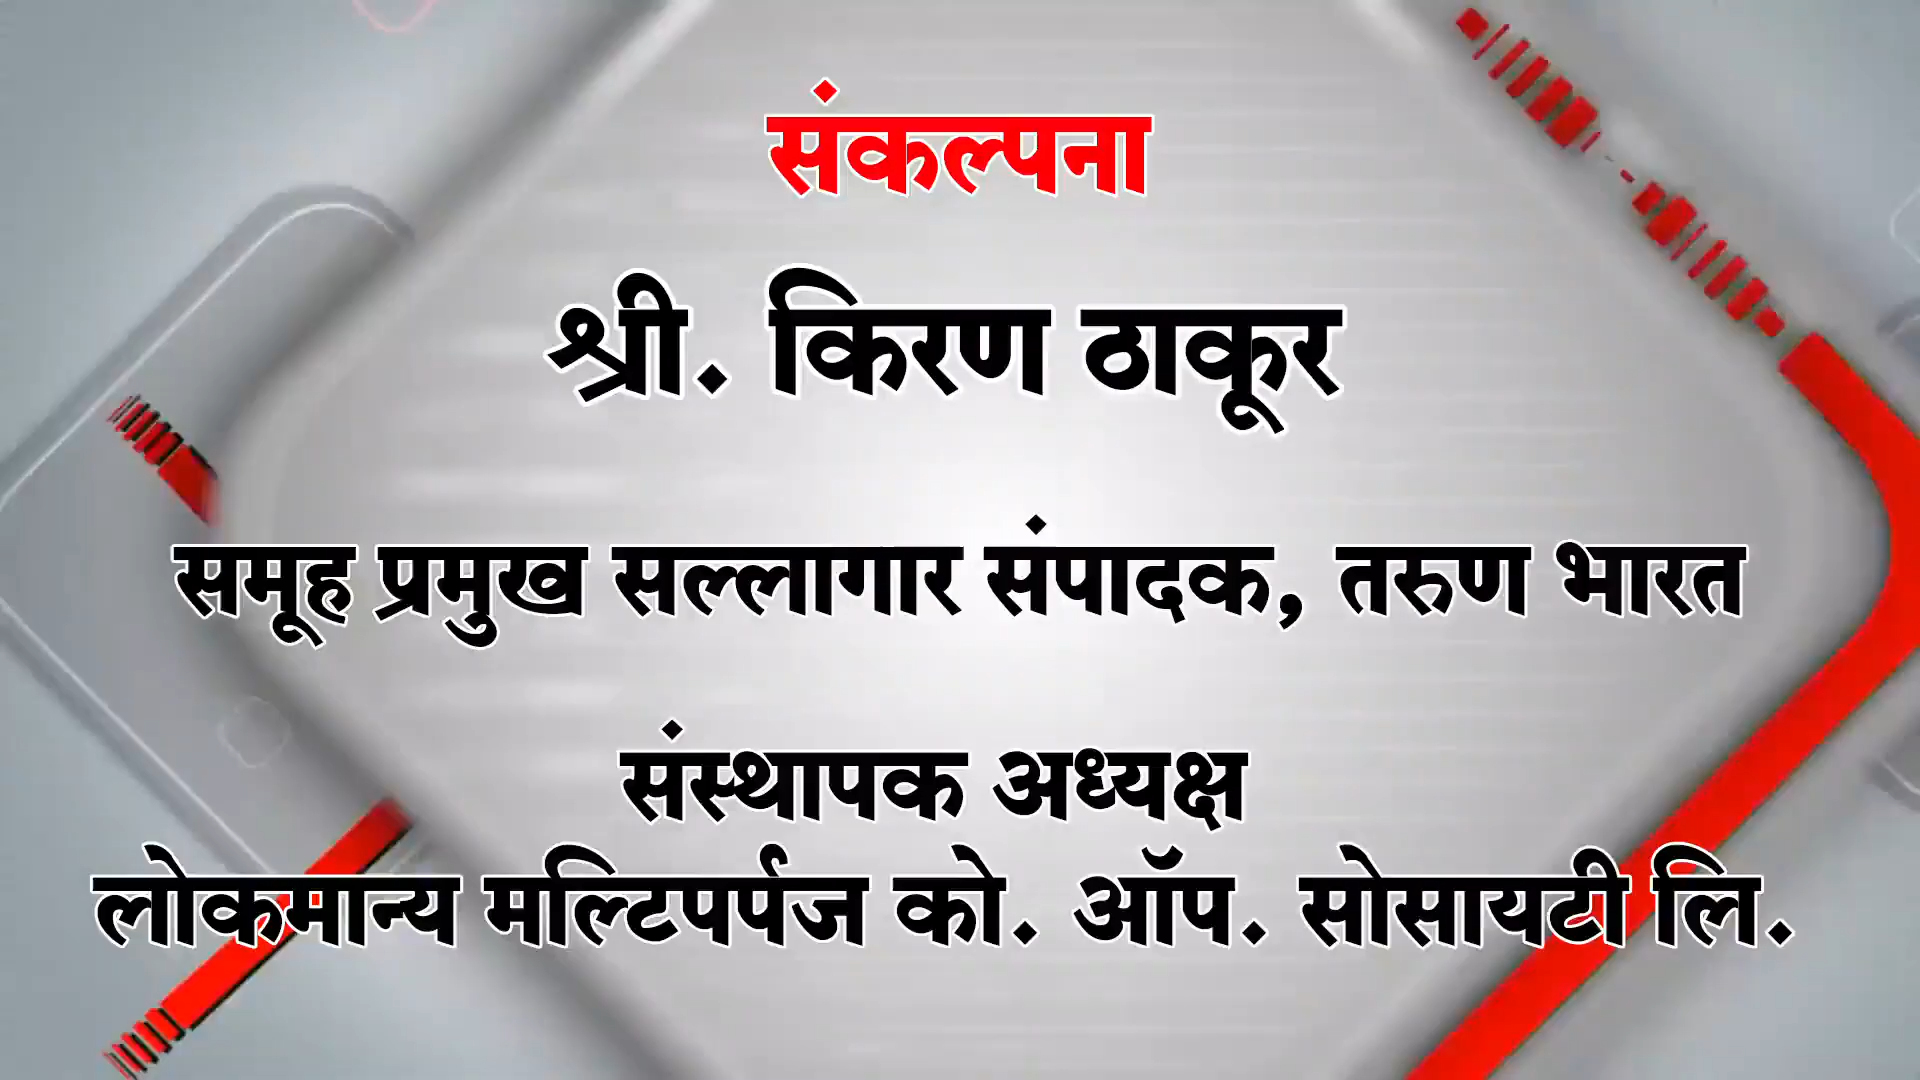 संकल्पना
श्री. किरण ठाकूर
समूह प्रमुख सल्लागार संपादक, तरुण भारत
संस्थापक अध्यक्ष
लोकमान्य मल्टिपर्पज को. ऑप. सोसायटी लि.